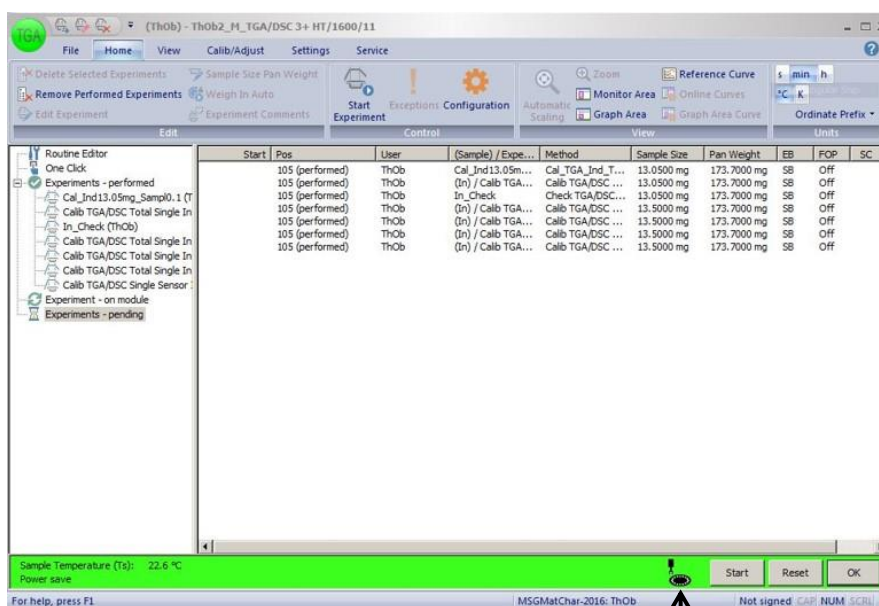 TGA
(ThOb) - ThOb2_M_TGA/DSC 3+ HT/1600/11
File Home View Calib/Adjust Settings Service
Delete Selected Experiments
Remove Performed Experiments
Edit Experiment
Edit
Sample Size Pan Weight
Weigh In Auto
Experiment Comments
Start Experiment
Exceptions
Configuration
Control
Automatic Scaling
Zoom
Monitor Area
Graph Area
Reference Curve
Online Curves
Graph Area Curve
View
s min h
°C K
Ordinate Prefix
Units
Routine Editor
One Click
Experiments - performed
Cal_Ind13.05mg_Sampl0.1 (T
Calib TGA/DSC Total Single In
In_Check (ThOb)
Calib TGA/DSC Total Single In
Calib TGA/DSC Total Single In
Calib TGA/DSC Total Single In
Calib TGA/DSC Single Sensor
Experiment - on module
Experiments - pending
Start Pos User (Sample) / Expe... Method Sample Size Pan Weight EB FOP SC
105 (performed) ThOb Cal_Ind13.05m... Cal_TGA_Ind_T... 13.0500 mg 173.7000 mg SB Off
105 (performed) ThOb (In) / Calib TGA... Calib TGA/DSC ... 13.0500 mg 173.7000 mg SB Off
105 (performed) ThOb In_Check Check TGA/DSC... 13.0500 mg 173.7000 mg SB Off
105 (performed) ThOb (In) / Calib TGA... Calib TGA/DSC ... 13.5000 mg 173.7000 mg SB Off
105 (performed) ThOb (In) / Calib TGA... Calib TGA/DSC ... 13.5000 mg 173.7000 mg SB Off
105 (performed) ThOb (In) / Calib TGA... Calib TGA/DSC ... 13.5000 mg 173.7000 mg SB Off
105 (performed) ThOb (In) / Calib TGA... Calib TGA/DSC ... 13.5000 mg 173.7000 mg SB Off
Sample Temperature (Ts): 22.6 °C
Power save
Start Reset OK
For help, press F1 MSGMatChar-2016: ThOb Not signed CAP NUM SCRL